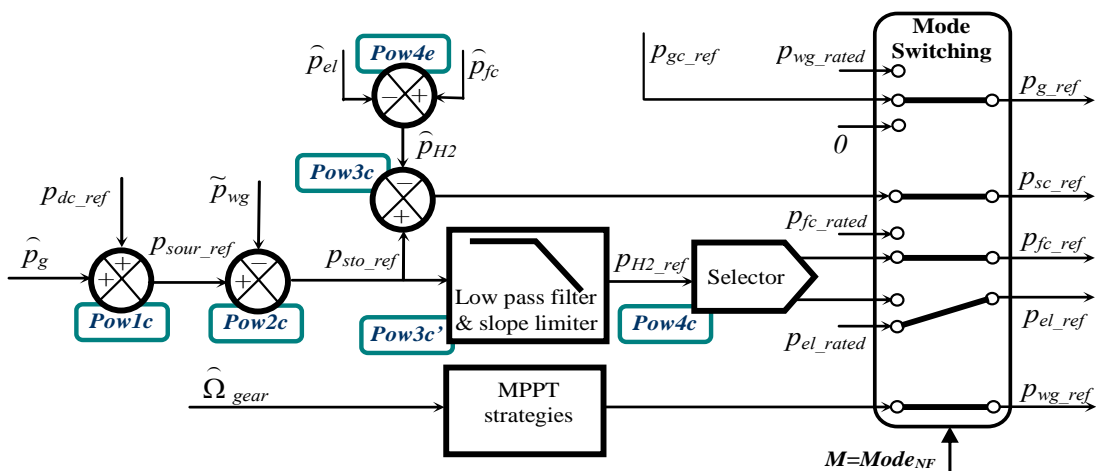 Mode
Switching
p̂el
Pow4e
p̂fc
pgc_ref
pwg_rated
pg_ref
0
p̂H2
Pow3c
psc_ref
pdc_ref
p̃wg
pfc_rated
pfc_ref
p̂g
psour_ref
psto_ref
pH2_ref
Selector
Low pass filter
& slope limiter
Pow1c
Pow2c
Pow3c’
Pow4c
pel_rated
pel_ref
Ω̂ gear
MPPT
strategies
pwg_ref
M=ModeNF